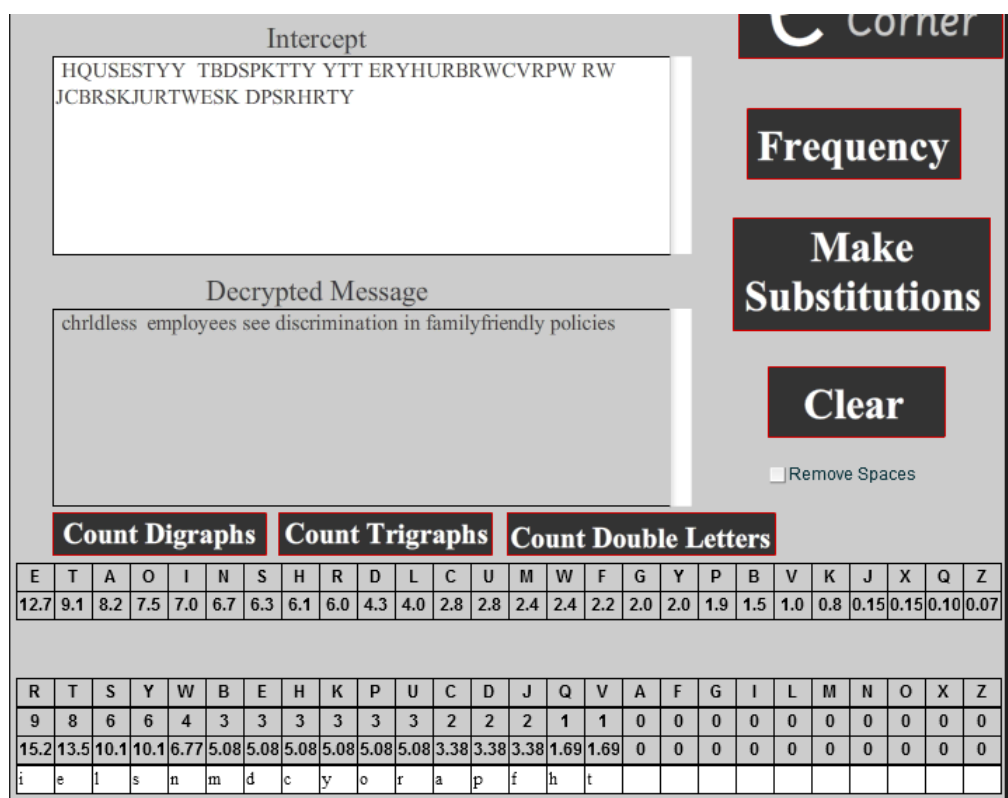 Corner
Intercept
HQUSESTYY TBDSPKTTY YTT ERYHURBRWCVRPW RW
JCBRSKJURTWESK DPSRHRTY
Frequency
Make
Substitutions
Decrypted Message
chrldless employees see discrimination in familyfriendly policies
Clear
Remove Spaces
Count Digraphs Count Trigraphs Count Double Letters
E T A O I N S H R D L C U M W F G Y P B V K J X Q Z
12.7 9.1 8.2 7.5 7.0 6.7 6.3 6.1 6.0 4.3 4.0 2.8 2.8 2.4 2.4 2.2 2.0 2.0 1.9 1.5 1.0 0.8 0.15 0.15 0.10 0.07
R T S Y W B E H K P U C D J Q V A F G I L M N O X Z
9 8 6 6 4 3 3 3 3 3 3 2 2 2 1 1 0 0 0 0 0 0 0 0 0 0
15.2 13.5 10.1 10.1 6.77 5.08 5.08 5.08 5.08 5.08 5.08 3.38 3.38 3.38 1.69 1.69 0 0 0 0 0 0 0 0 0 0
i e l s n m d c y o r a p f h t